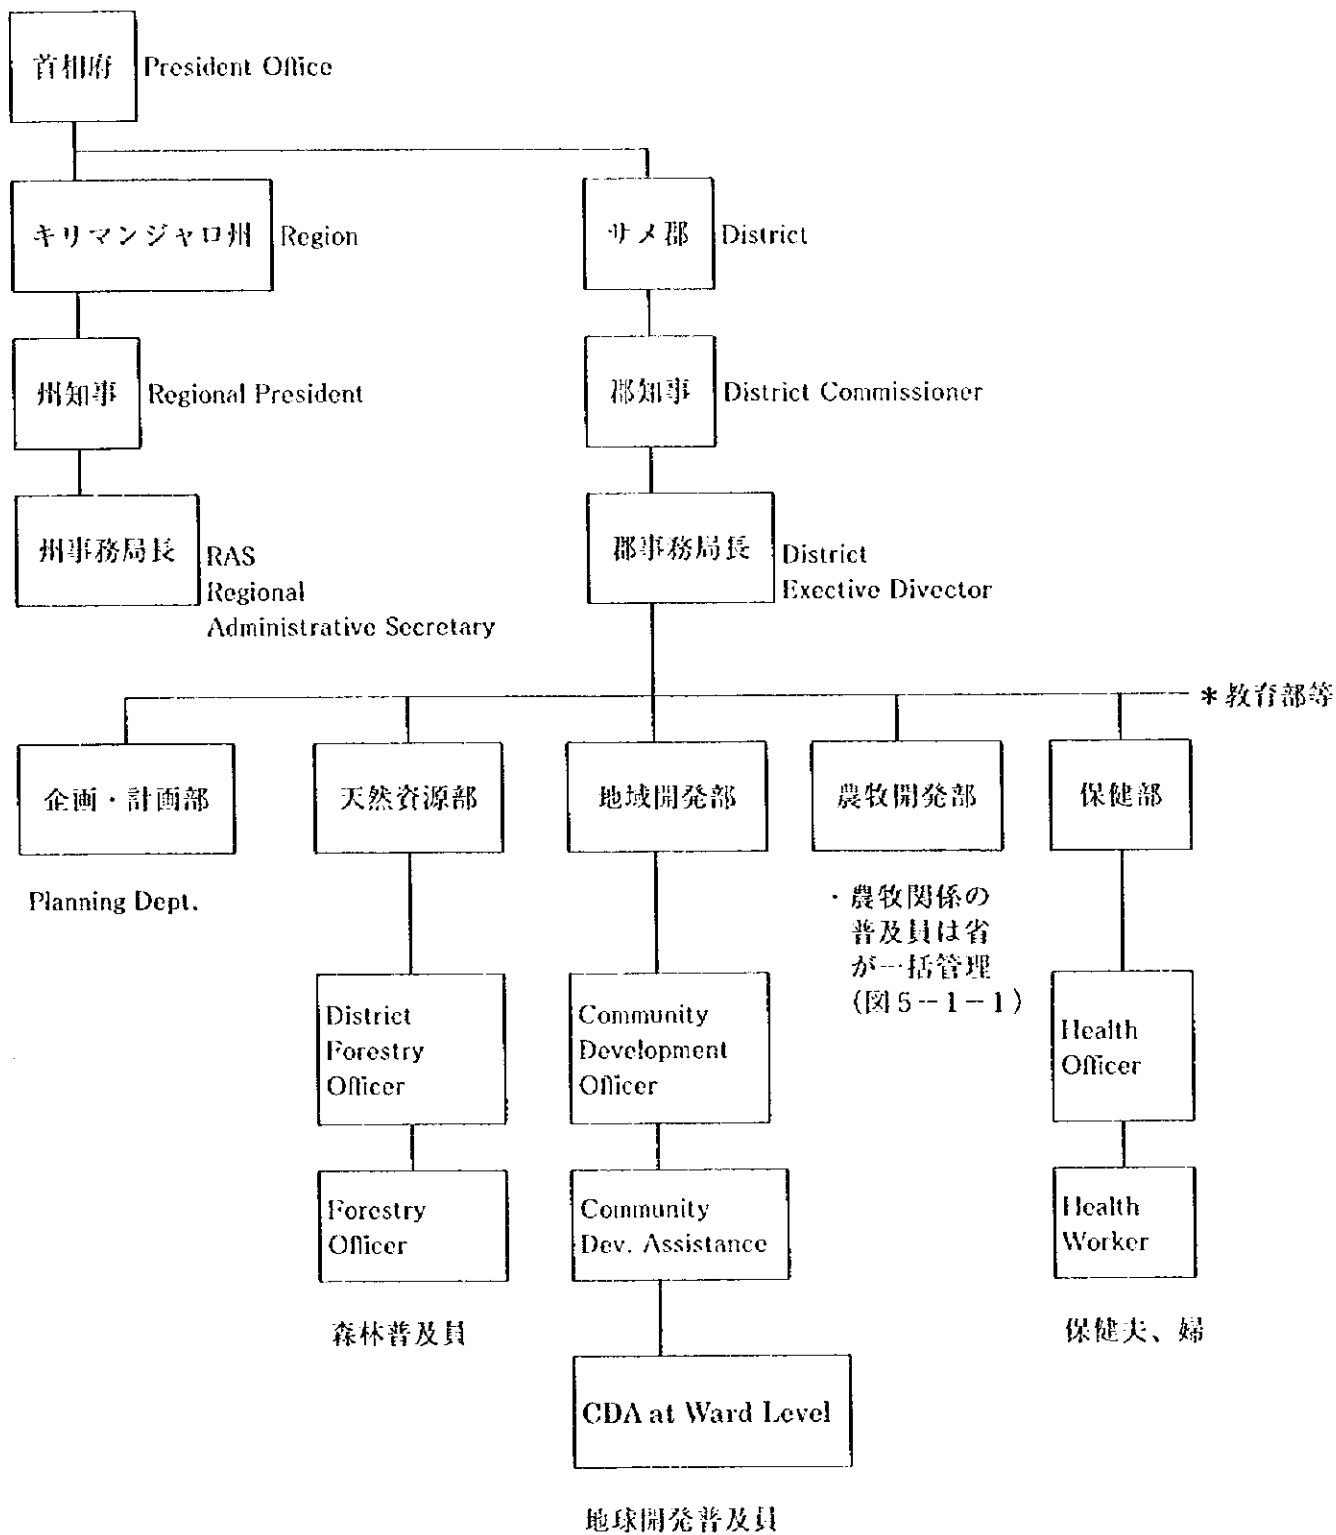 首相府 President Office
キリマンジャロ州 Region
サメ郡 District
州知事 Regional President
郡知事 District Commissioner
州事務局長
RAS
Regional
Administrative Secretary
郡事務局長
District
Exective Divector
*教育部等
企画・計画部
天然資源部
地域開発部
農牧開発部
保健部
Planning Dept.
・農牧関係の
普及員は省
が一括管理
(図5-1-1)
District
Forestry
Officer
Community
Development
Officer
Health
Officer
Forestry
Officer
Community
Dev. Assistance
Health
Worker
森林普及員
保健夫、婦
CDA at Ward Level
地球開発普及員